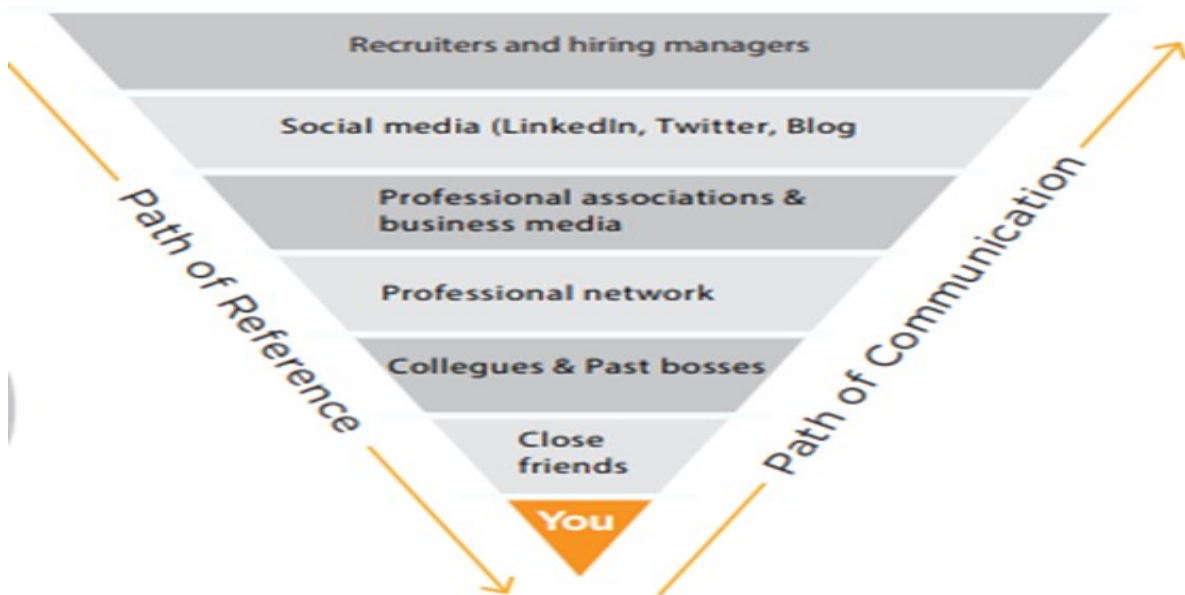 Recruiters and hiring managers
Social media (LinkedIn, Twitter, Blog
Professional associations &
business media
Professional network
Collegues & Past bosses
Close
friends
You
Path of Reference
Path of Communication